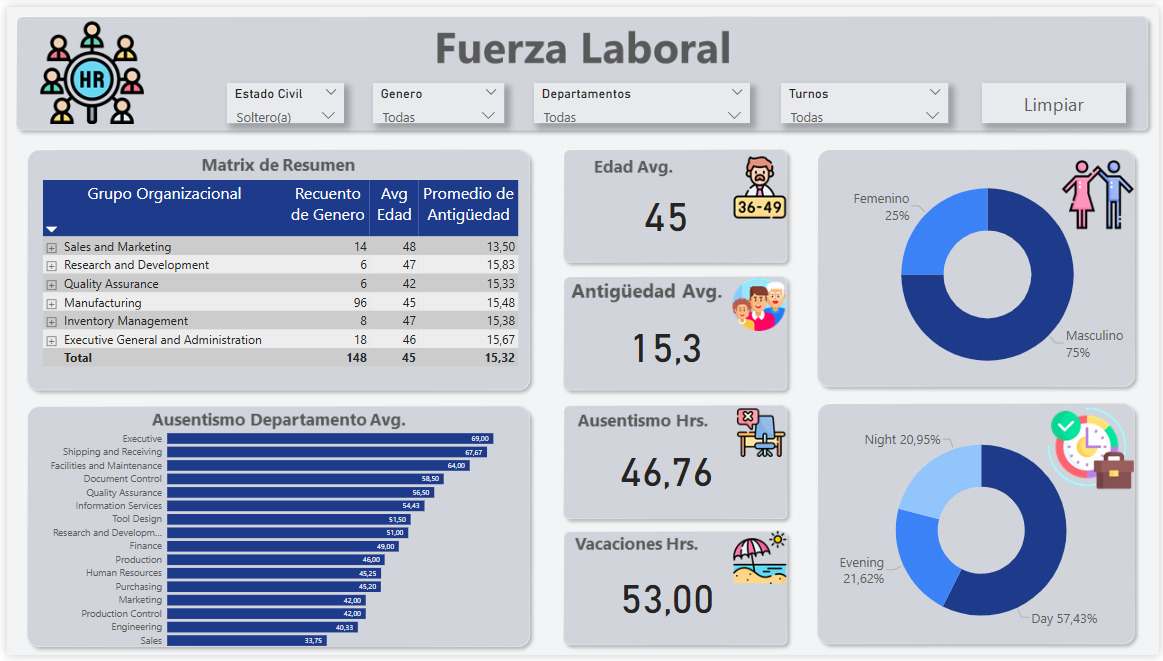 HR
Fuerza Laboral
Estado Civil
Soltero(a)
Genero
Todas
Departamentos
Todas
Turnos
Todas
Limpiar
Matrix de Resumen
Grupo Organizacional Recuento de Genero Avg Edad Promedio de Antigüedad
Sales and Marketing 14 48 13,50
Research and Development 6 47 15,83
Quality Assurance 6 42 15,33
Manufacturing 96 45 15,48
Inventory Management 8 47 15,38
Executive General and Administration 18 46 15,67
Total 148 45 15,32
Edad Avg.
36-49
45
Antigüedad Avg.
15,3
Femenino
25%
Masculino
75%
Ausentismo Departamento Avg.
Executive 69,00
Shipping and Receiving 67,67
Facilities and Maintenance 64,00
Document Control 58,50
Quality Assurance 56,50
Information Services 54,43
Tool Design 51,50
Research and Developm... 51,00
Finance 49,00
Production 46,00
Human Resources 45,25
Purchasing 45,20
Marketing 42,00
Production Control 42,00
Engineering 40,33
Sales 33,75
Ausentismo Hrs.
46,76
Vacaciones Hrs.
53,00
Night 20,95%
Evening
21,62%
Day 57,43%